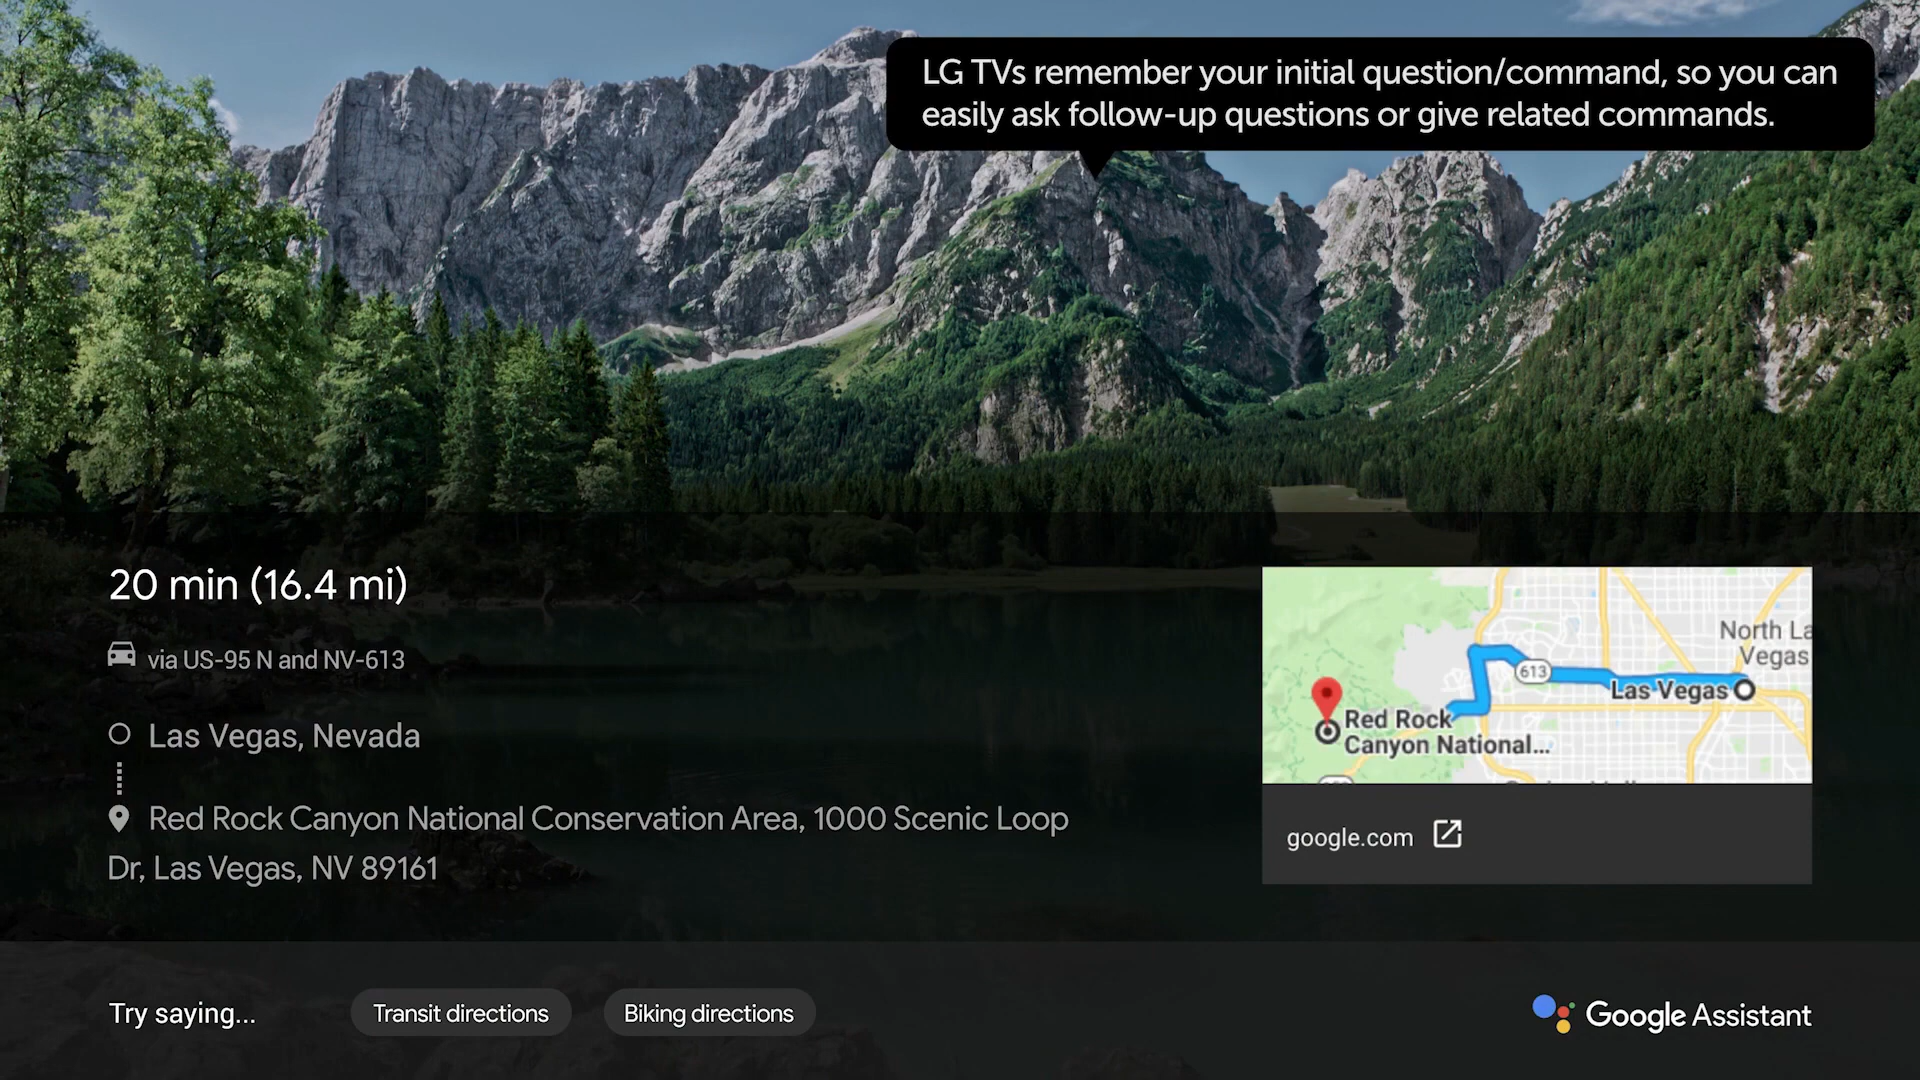 LG TVs remember your initial question/command, so you can
easily ask follow-up questions or give related commands.
20 min (16.4 mi)
via US-95 N and NV-613
Las Vegas, Nevada
Red Rock Canyon National Conservation Area, 1000 Scenic Loop
Dr, Las Vegas, NV 89161
North La
Vegas
613
Las Vegas
Red Rock
Canyon National...
google.com
Try saying...
Transit directions
Biking directions
Google Assistant